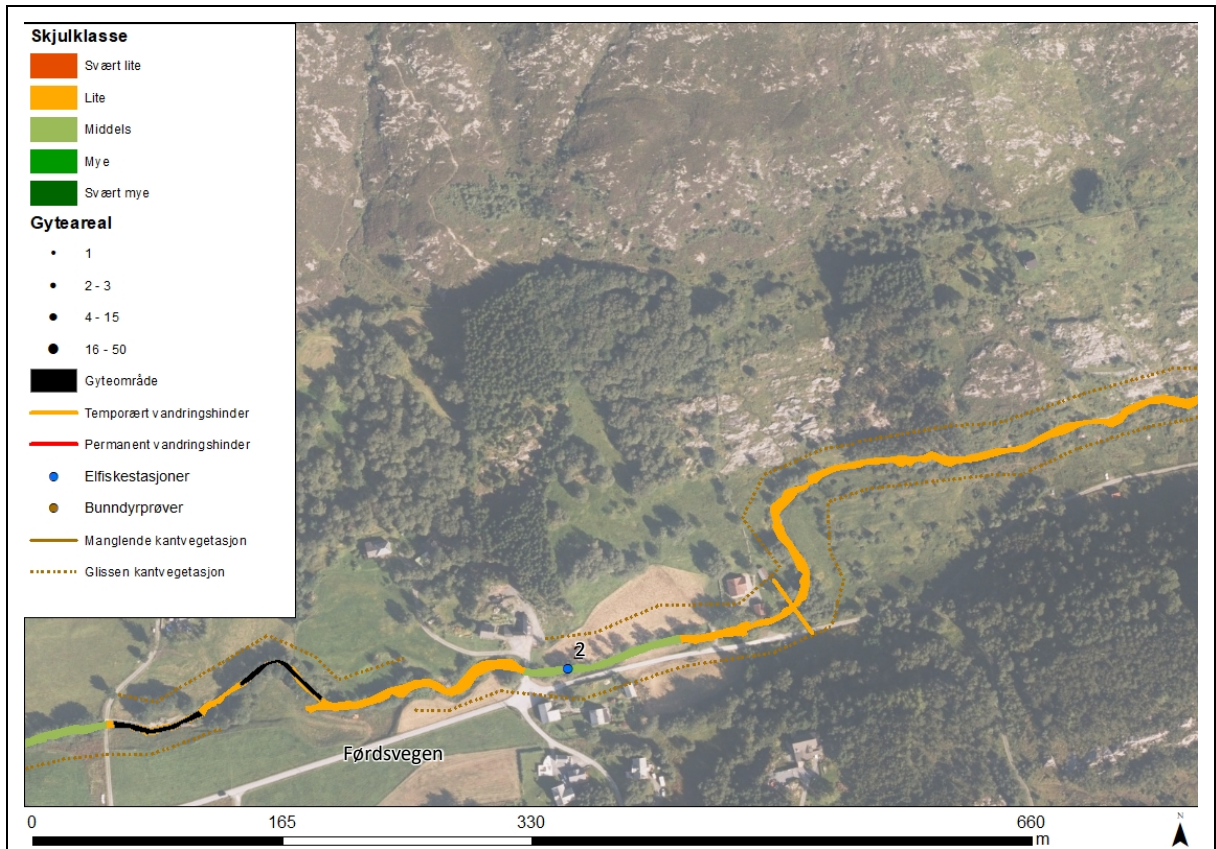 Skjulklasse
Svært lite
Lite
Middels
Mye
Svært mye
Gyteareal
1
2 - 3
4 - 15
16 - 50
Gyteområde
Temporært vandringshinder
Permanent vandringshinder
Elfiskestasjoner
Bunndyrprøver
Manglende kantvegetasjon
Glissen kantvegetasjon
2
Førdsvegen
0 165 330 660
m
N